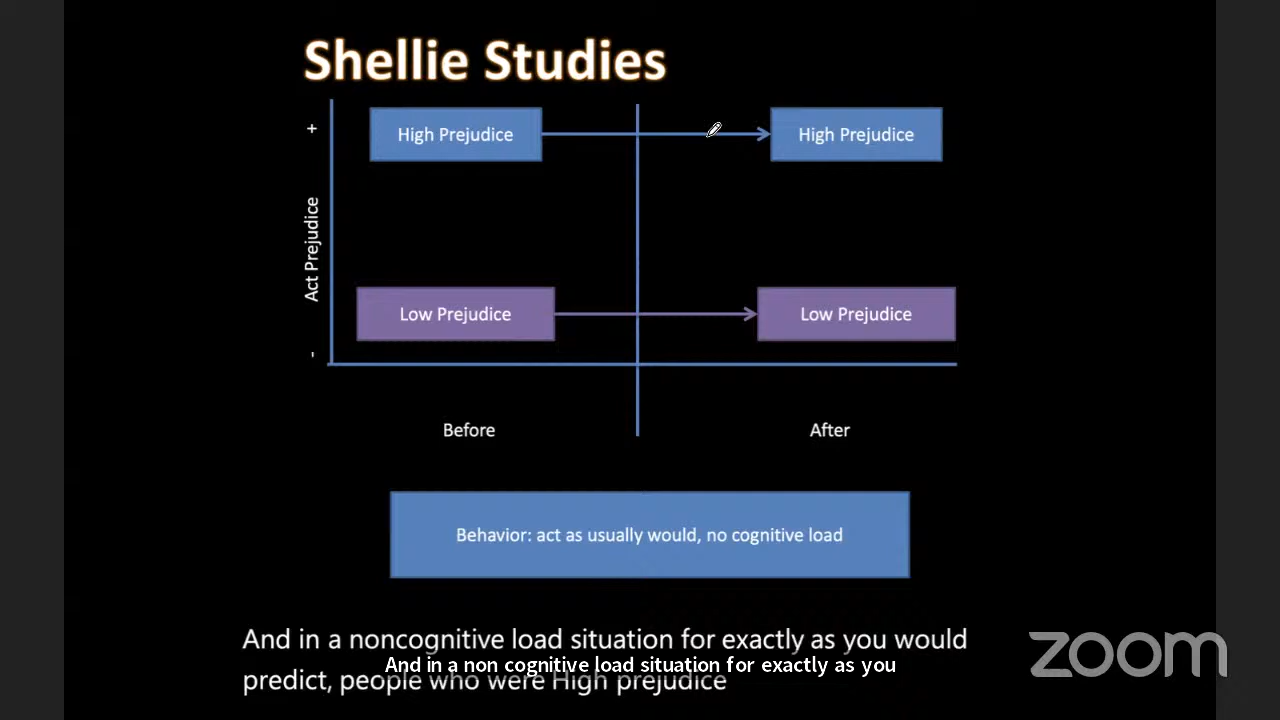 Shellie Studies
+
High Prejudice
High Prejudice
Act Prejudice
Low Prejudice
Low Prejudice
-
Before
After
Behavior: act as usually would, no cognitive load
And in a noncognitive load situation for exactly as you would
And in a non cognitive load situation for exactly as you
predict, people who were High prejudice
zoom